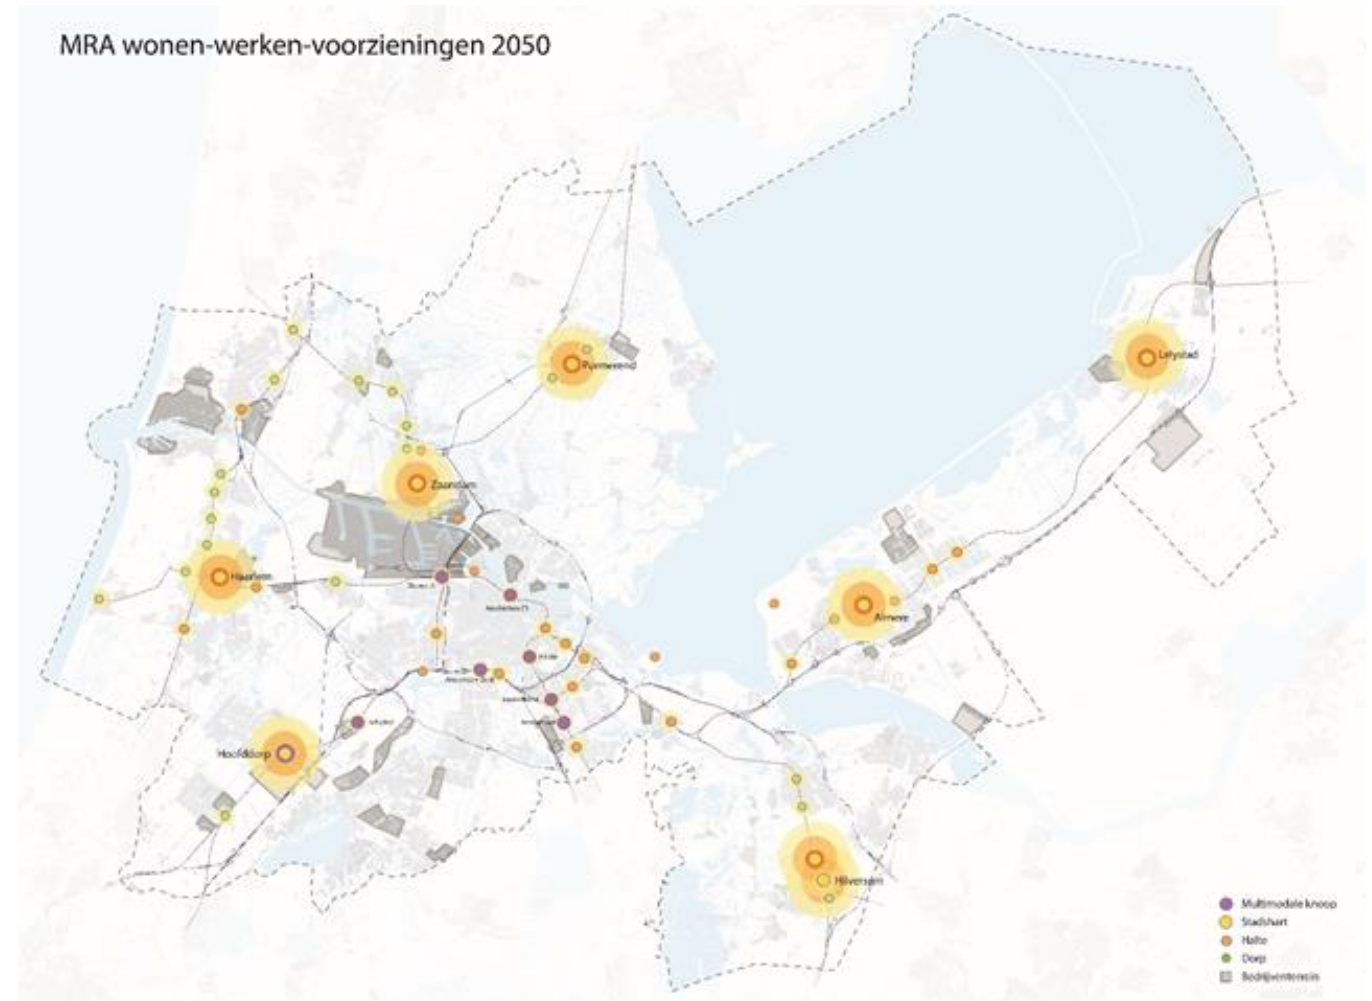 MRA wonen-werken-voorzieningen 2050
Purmerend
Lelystad
Zaandam
Haarlem
Almere
Hoofddorp
Hilversum
Multimodale knoop
Stadshart
Halte
Dorp
Bedrijventerrein